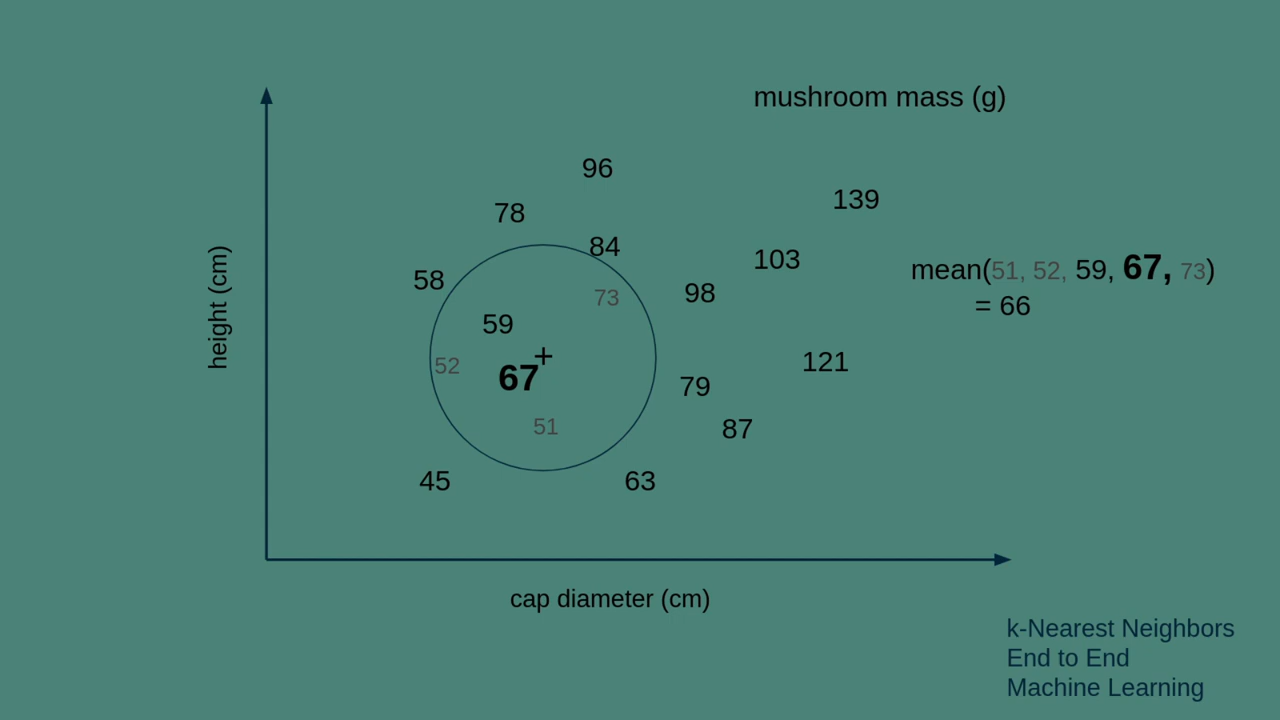 mushroom mass (g)
96
139
78
84
103
mean(51, 52, 59, 67, 73)
58
98
73
= 66
59
height (cm)
+
121
52
67
79
51
87
45
63
cap diameter (cm)
k-Nearest Neighbors
End to End
Machine Learning